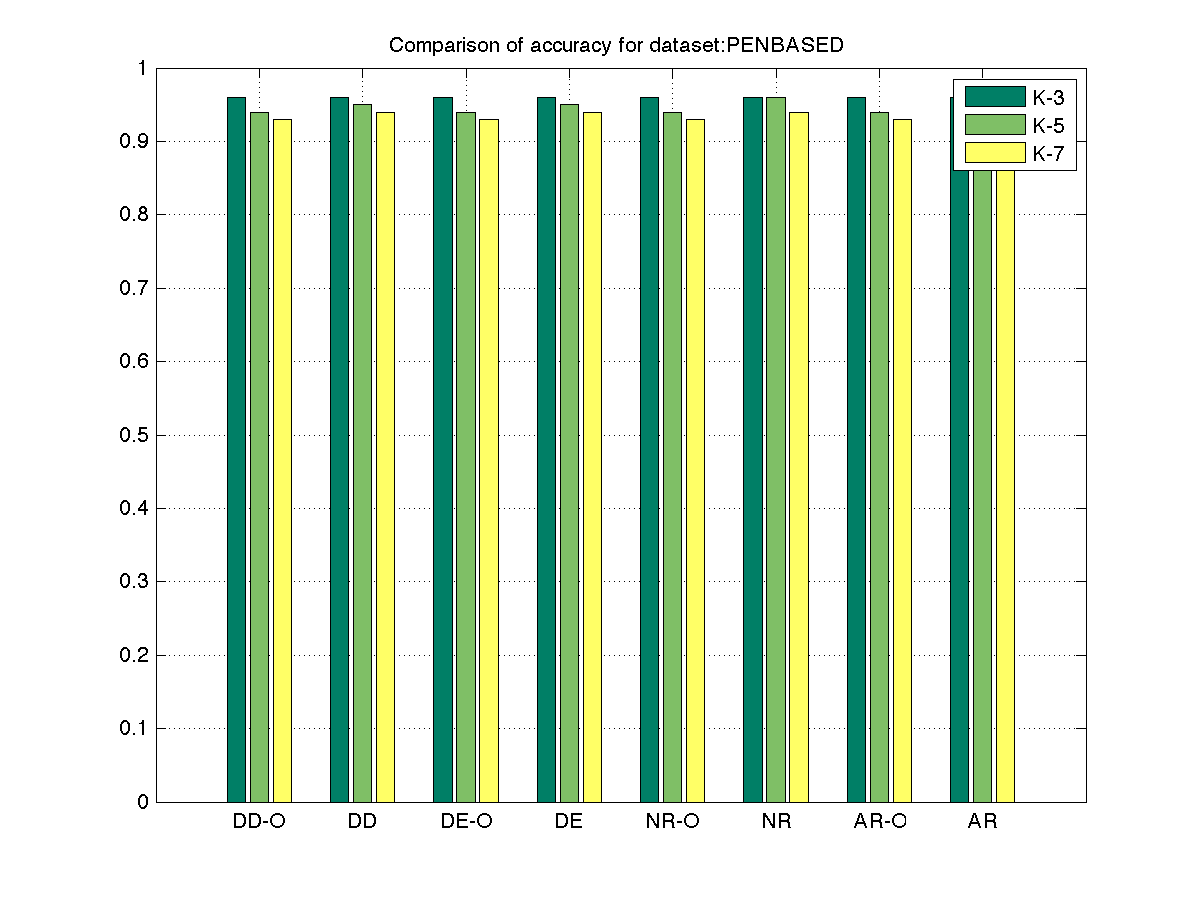 Comparison of accuracy for dataset:PENBASED
1
0.9
0.8
0.7
0.6
0.5
0.4
0.3
0.2
0.1
0
K-3
K-5
K-7
DD-O DD DE-O DE NR-O NR AR-O AR